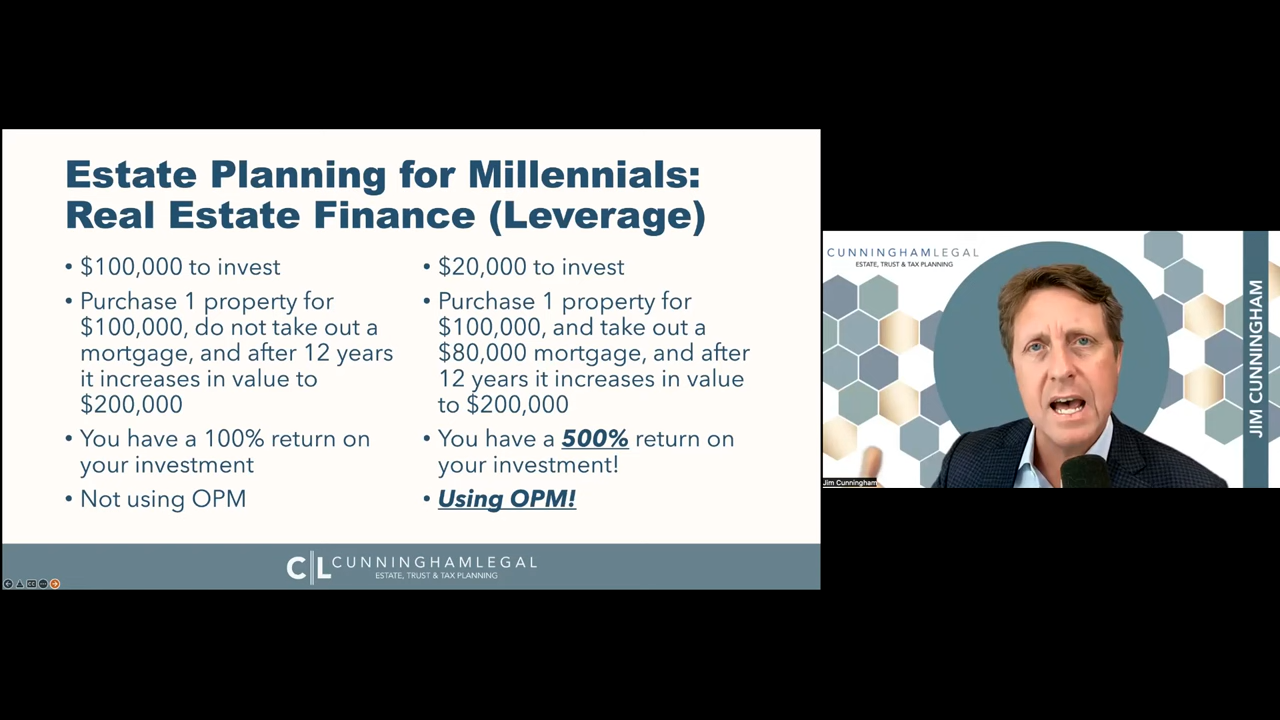 Estate Planning for Millennials:
Real Estate Finance (Leverage)
• $100,000 to invest
• Purchase 1 property for
$100,000, do not take out a
mortgage, and after 12 years
it increases in value to
$200,000
• You have a 100% return on
your investment
• Not using OPM
• $20,000 to invest
• Purchase 1 property for
$100,000, and take out a
$80,000 mortgage, and after
12 years it increases in value
to $200,000
• You have a 500% return on
your investment!
• Using OPM!
C|L CUNNINGHAMLEGAL
ESTATE, TRUST & TAX PLANNING
CUNNINGHAMLEGAL
ESTATE, TRUST & TAX PLANNING
JIM CUNNINGHAM
Jim Cunningham